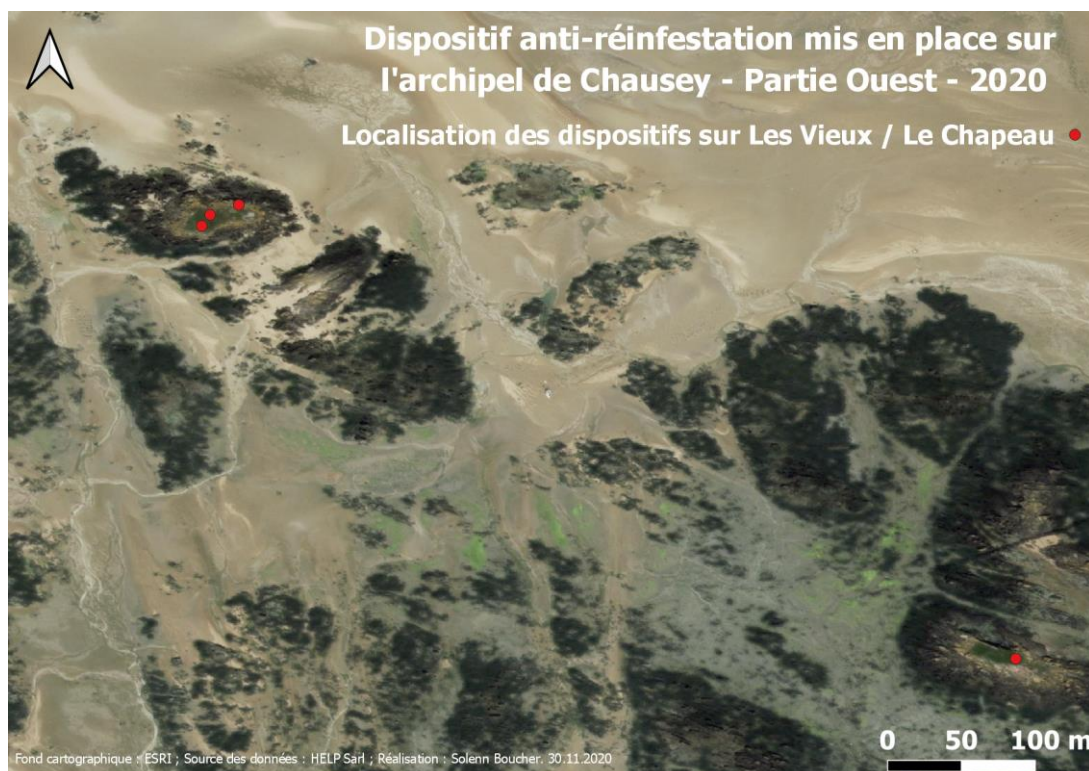 Dispositif anti-réinfestation mis en place sur
l'archipel de Chausey - Partie Ouest - 2020
Localisation des dispositifs sur Les Vieux / Le Chapeau
0 50 100 m
Fond cartographique : ESRI ; Source des données : HELP Sarl ; Réalisation : Solenn Boucher. 30.11.2020